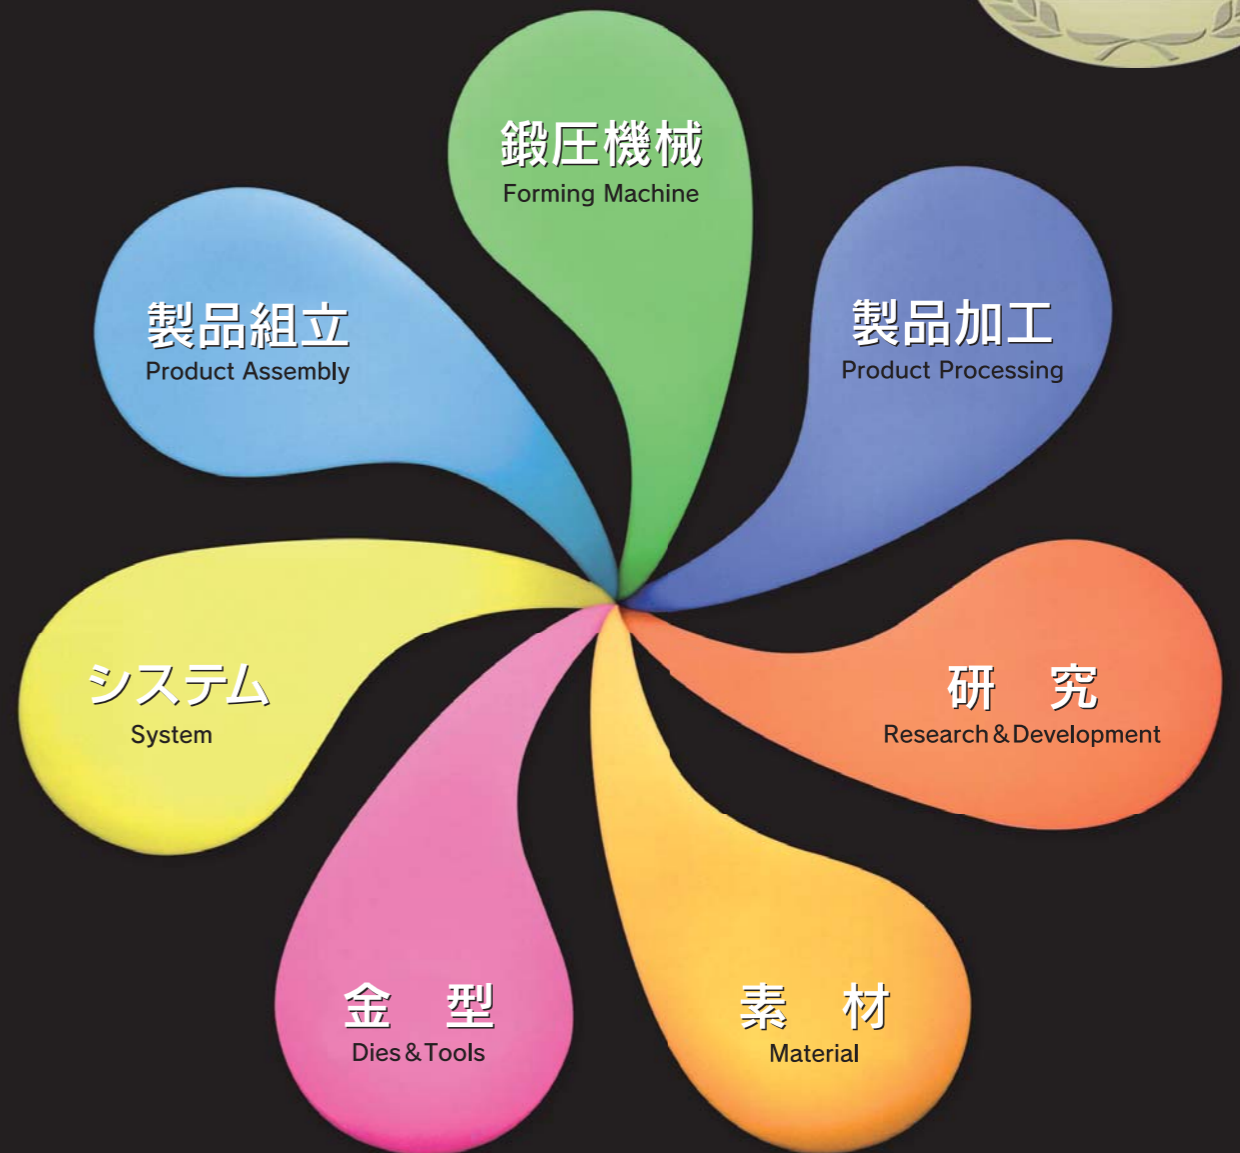 鍛圧機械
Forming Machine
製品組立
Product Assembly
製品加工
Product Processing
システム
System
研　究
Research&Development
金　型
Dies&Tools
素　材
Material